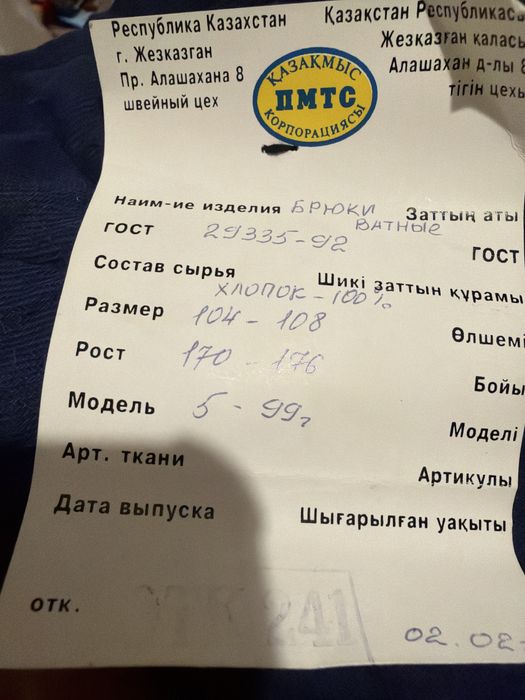 Республика Казахстан Қазақстан Республикас
г. Жезказган Жезқазған қаласы
Пр. Алашахана 8 Алашахан д-лы 8
швейный цех тігін цехы
ҚАЗАҚМЫС
ПМТС
КОРПОРАЦИЯСЫ
Наим-ие изделия БРЮКИ Заттың аты
ВАТНЫЕ
ГОСТ 29335-92 ГОСТ
Состав сырья Шикі заттын құрамы
ХЛОПОК - 100%
Размер 104 - 108 Өлшемі
Рост 170 - 176 Бойы
Модель 5 - 99г Моделі
Арт. ткани Артикулы
Дата выпуска Шығарылған уақыты
ОТК. 241
02.02-